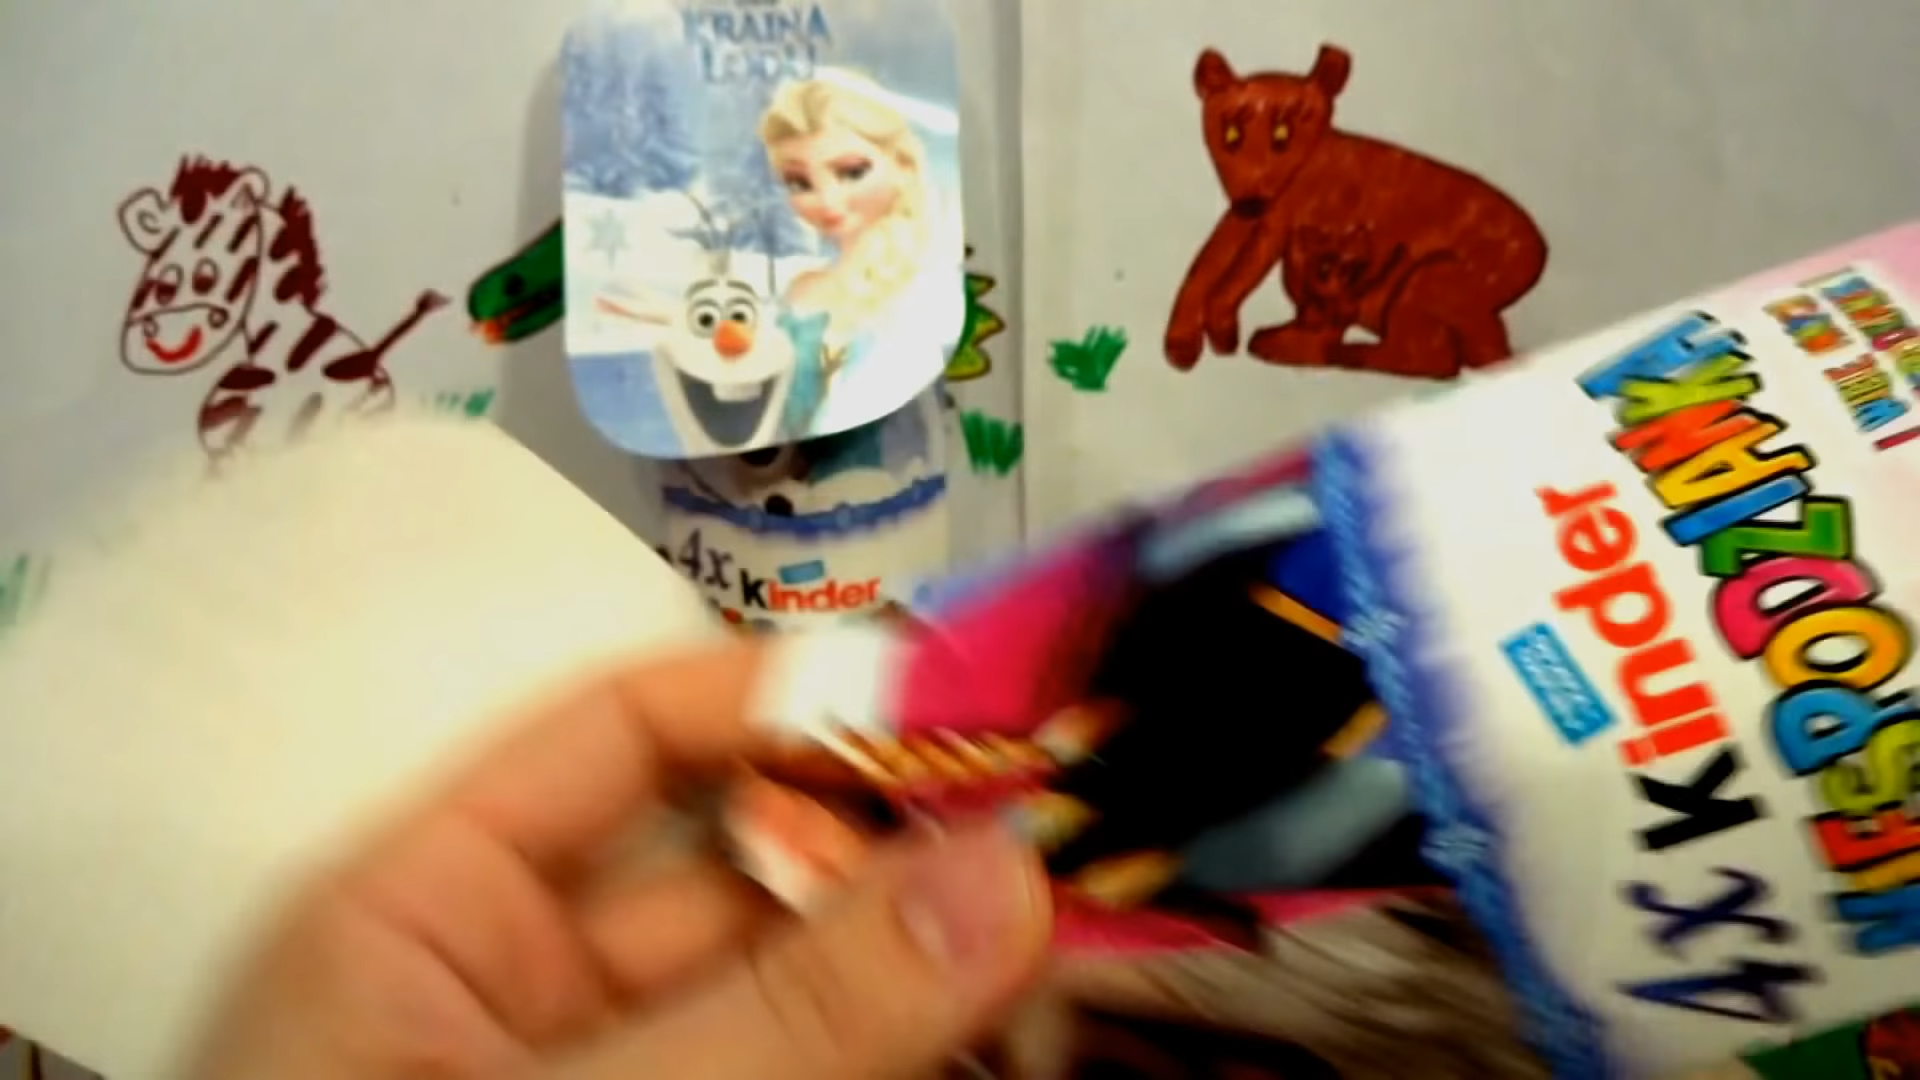 KRAINA
LODU
4x Kinder
4x Kinder
NIESPODZIANKA